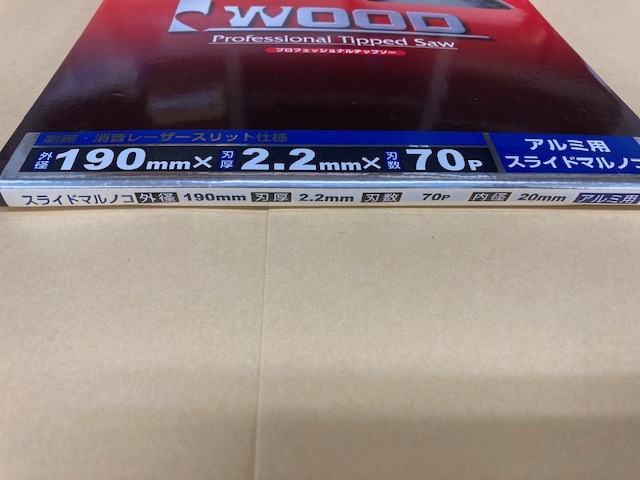 WOOD
Professional Tipped Saw
プロフェッショナルチップソー
制振・消音レーザースリット仕様
外径 190mm× 刃厚 2.2mm× 刃数 70P
アルミ用
スライドマルノコ
スライドマルノコ 外径 190mm 刃厚 2.2mm 刃数 70P 内径 20mm アルミ用